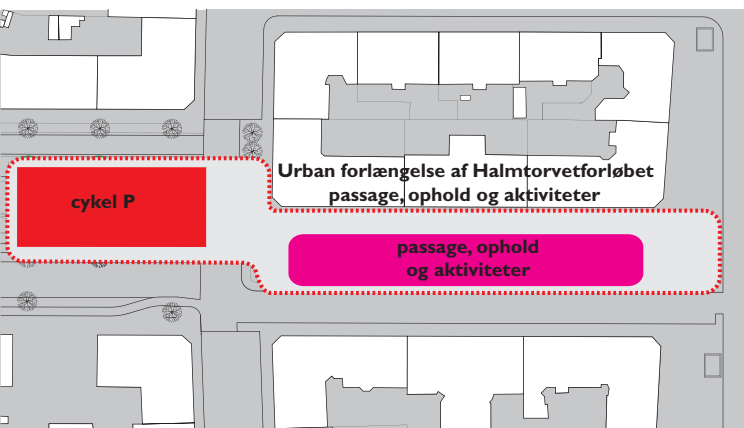 Urban forlængelse af Halmtorvetforløbet
passage, ophold og aktiviteter
cykel P
passage, ophold
og aktiviteter